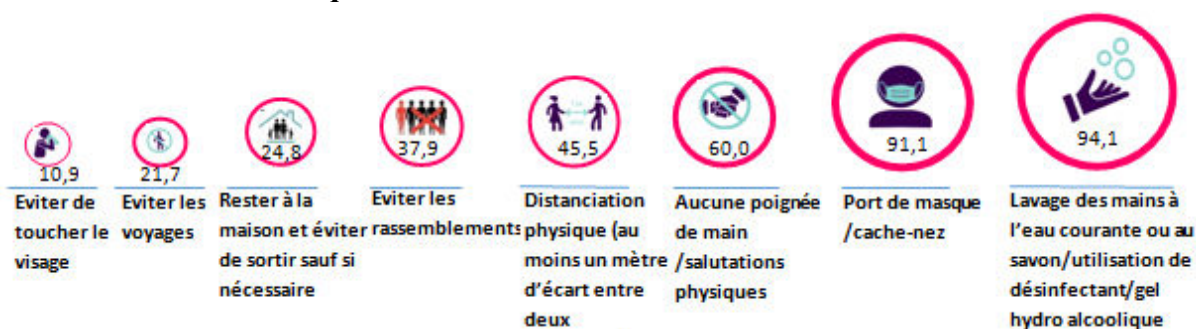 10,9
Eviter de
toucher le
visage
21,7
Eviter les
voyages
24,8
Rester à la
maison et éviter
de sortir sauf si
nécessaire
37,9
Eviter les
rassemblements
45,5
Distanciation
physique (au
moins un mètre
d'écart entre
deux
60,0
Aucune poignée
de main
/salutations
physiques
91,1
Port de masque
/cache-nez
94,1
Lavage des mains à
l'eau courante ou au
savon/utilisation de
désinfectant/gel
hydro alcoolique